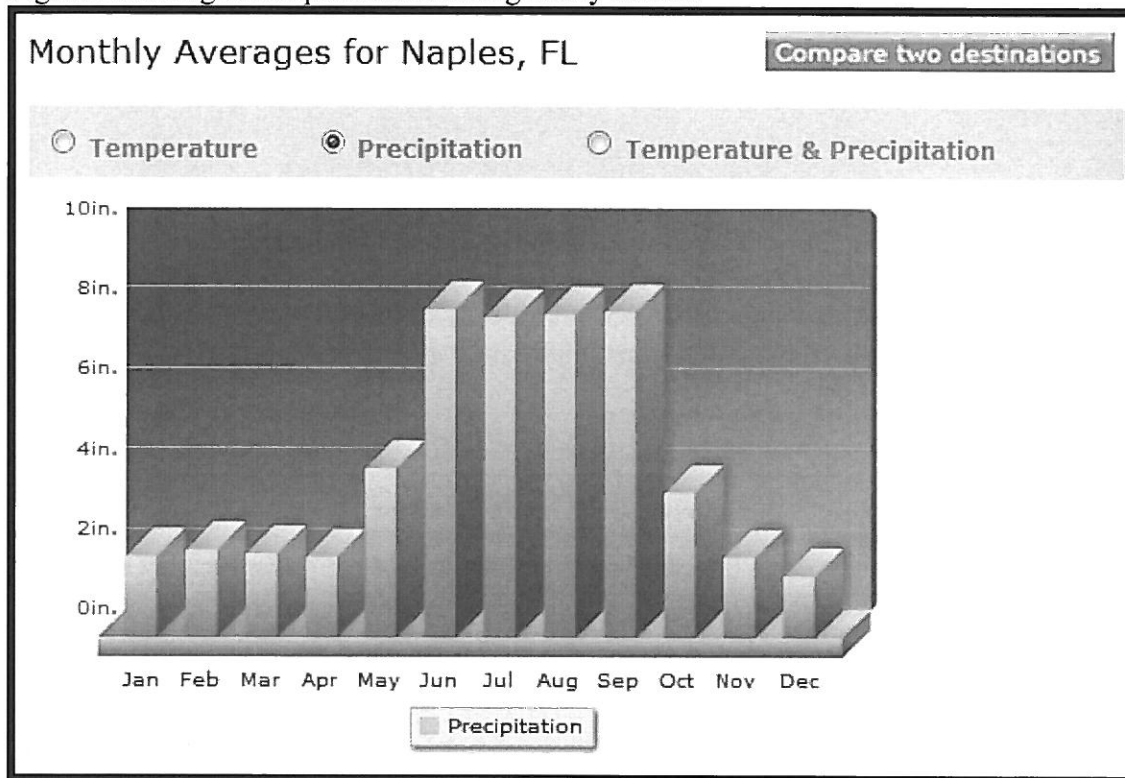 Monthly Averages for Naples, FL
Compare two destinations
Temperature
Precipitation
Temperature & Precipitation
10in.
8in.
6in.
4in.
2in.
0in.
Jan Feb Mar Apr May Jun Jul Aug Sep Oct Nov Dec
Precipitation